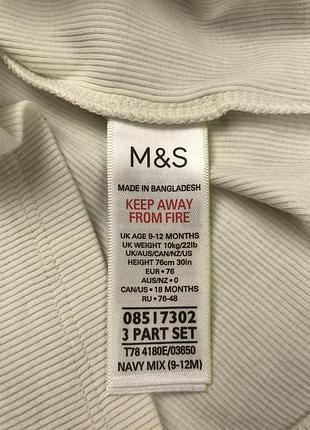 M&S
MADE IN BANGLADESH
KEEP AWAY
FROM FIRE
UK AGE 9-12 MONTHS
UK WEIGHT 10kg/22lb
UK/AUS/CAN/NZ/US
HEIGHT 76cm 30in
EUR • 76
AUS/NZ • 0
CAN/US • 18 MONTHS
RU • 76-48
08517302
3 PART SET
T78 4180E/03650
NAVY MIX (9-12M)